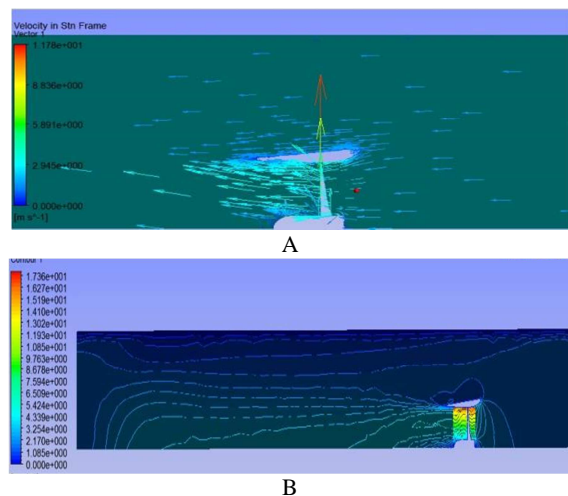 Velocity in Stn Frame
Vector 1
1.178e+001
8.836e+000
5.891e+000
2.945e+000
0.000e+000
[m s^-1]
A
Contour 1
1.736e+001
1.627e+001
1.519e+001
1.410e+001
1.302e+001
1.193e+001
1.085e+001
9.763e+000
8.678e+000
7.594e+000
6.509e+000
5.424e+000
4.339e+000
3.254e+000
2.170e+000
1.085e+000
0.000e+000
B